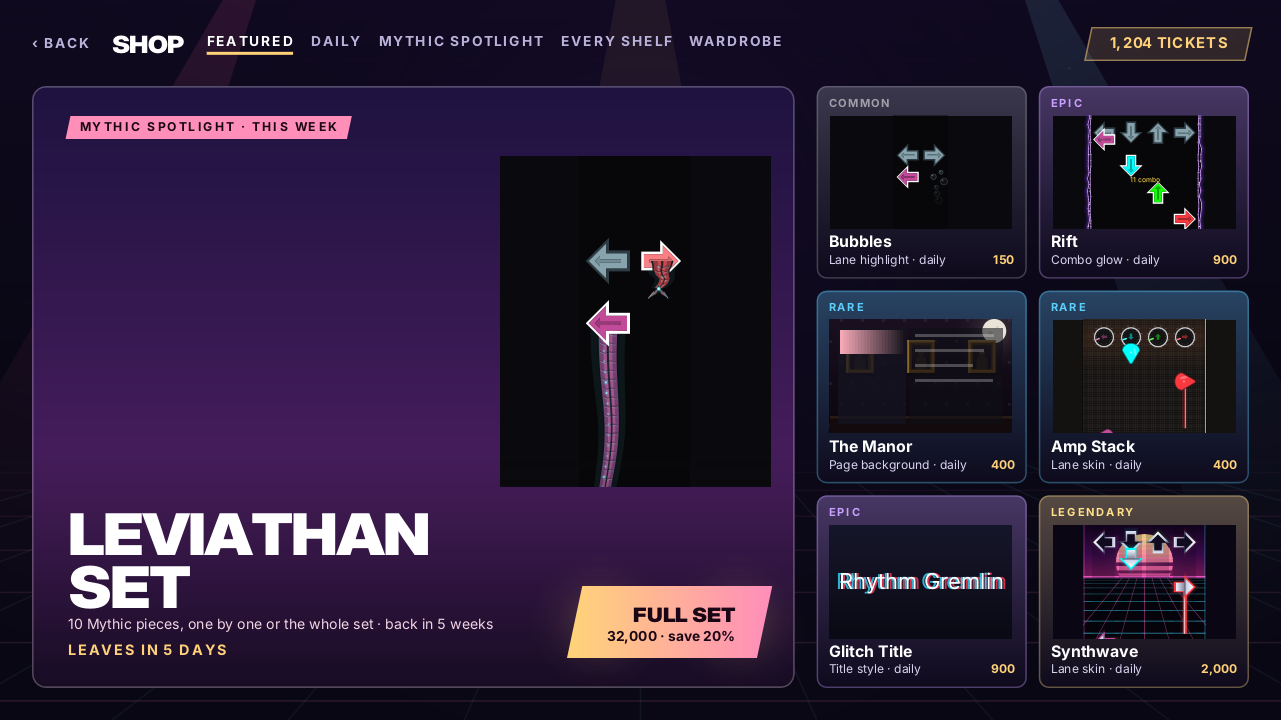 ‹ BACK
SHOP
FEATURED
DAILY
MYTHIC SPOTLIGHT
EVERY SHELF
WARDROBE
1,204 TICKETS
MYTHIC SPOTLIGHT · THIS WEEK
LEVIATHAN
SET
10 Mythic pieces, one by one or the whole set · back in 5 weeks
LEAVES IN 5 DAYS
FULL SET
32,000 · save 20%
COMMON
Bubbles
Lane highlight · daily
150
EPIC
11 combo
Rift
Combo glow · daily
900
RARE
The Manor
Page background · daily
400
RARE
Amp Stack
Lane skin · daily
400
EPIC
Rhythm Gremlin
Glitch Title
Title style · daily
900
LEGENDARY
Synthwave
Lane skin · daily
2,000